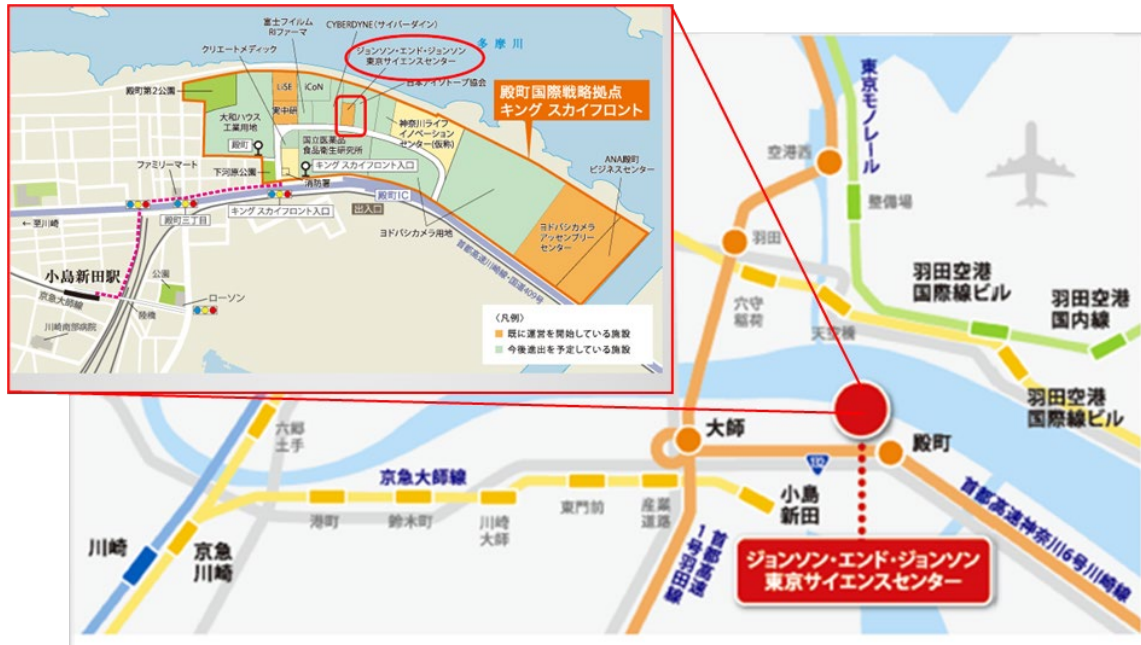 富士フイルム
RIファーマ
CYBERDYNE(サイバーダイン)
クリエートメディック
ジョンソン・エンド・ジョンソン
東京サイエンスセンター
多摩川
日本アイソトープ協会
殿町第2公園
LiSE
iCoN
実中研
大和ハウス
工業用地
殿町
国立医薬品
食品衛生研究所
神奈川ライフ
イノベーション
センター(仮称)
殿町国際戦略拠点
キング スカイフロント
ANA殿町
ビジネスセンター
ファミリーマート
下河原公園
キング スカイフロント入口
消防署
殿町IC
出入口
←至川崎
殿町三丁目
キング スカイフロント入口
ヨドバシカメラ用地
ヨドバシカメラ
アッセンブリー
センター
首都高速川崎線・国道409号
小島新田駅
京急大師線
公園
ローソン
陸橋
川崎南部病院
〈凡例〉
既に運営を開始している施設
今後進出を予定している施設
東京モノレール
空港西
整備場
羽田
羽田空港
国際線ビル
羽田空港
国内線
穴守
稲荷
天空橋
羽田空港
国際線ビル
六郷
土手
大師
殿町
京急大師線
小島
新田
港町
鈴木町
川崎
大師
東門前
産業
道路
首都高速
1号羽田線
首都高速神奈川6号川崎線
川崎
京急
川崎
ジョンソン・エンド・ジョンソン
東京サイエンスセンター